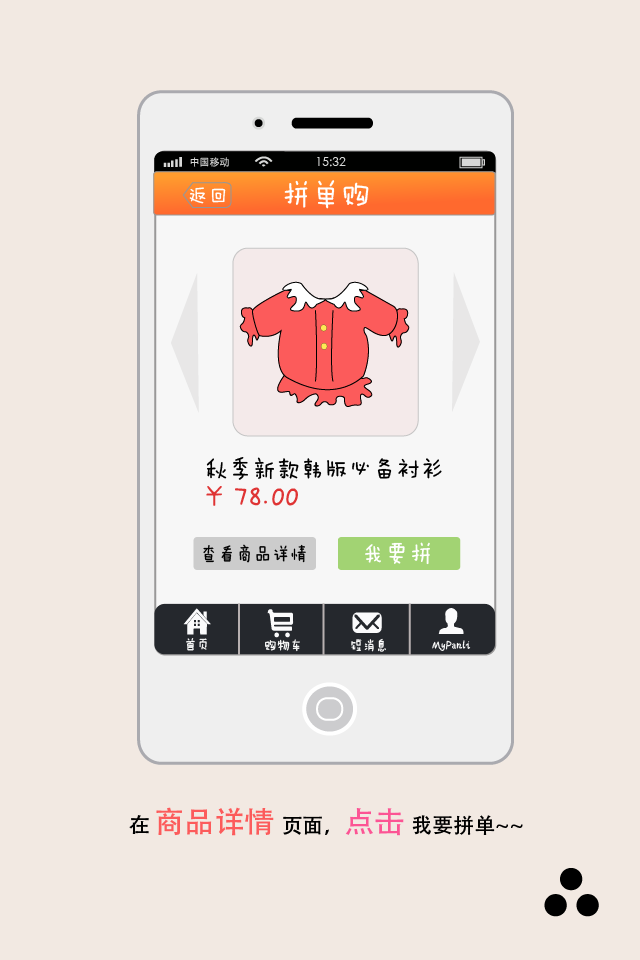 中国移动 15:32
返回 拼单购
秋季新款韩版必备衬衫
¥ 78.00
查看商品详情 我要拼
首页 购物车 短消息 MyPanli
在 商品详情 页面，点击 我要拼单~~